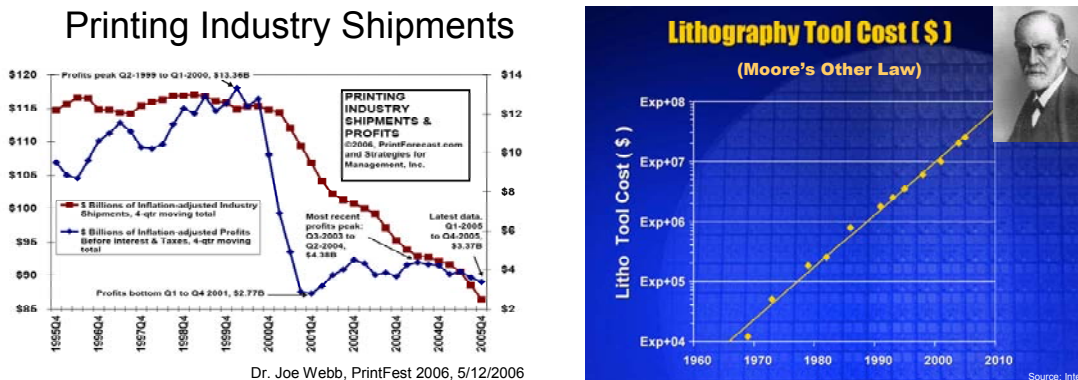 Printing Industry Shipments
$120
$115
$110
$105
$100
$95
$90
$85
Profits peak Q2-1999 to Q1-2000, $13.36B
PRINTING
INDUSTRY
SHIPMENTS &
PROFITS
©2006, PrintForecast.com
and Strategies for
Management, Inc.
$14
$12
$10
$8
$6
$4
$2
$ Billions of Inflation-adjusted Industry
Shipments, 4-qtr moving total
$ Billions of Inflation-adjusted Profits
Before Interest & Taxes, 4-qtr moving
total
Most recent
profits peak:
Q3-2003 to
Q2-2004,
$4.38B
Latest data.
Q1-2005
to Q4-2005,
$3.37B
Profits bottom Q1 to Q4 2001, $2.77B
1995Q4
1996Q4
1997Q4
1998Q4
1999Q4
2000Q4
2001Q4
2002Q4
2003Q4
2004Q4
2005Q4
Dr. Joe Webb, PrintFest 2006, 5/12/2006
Lithography Tool Cost ( $ )
(Moore's Other Law)
Litho Tool Cost ( $ )
Exp+08
Exp+07
Exp+06
Exp+05
Exp+04
1960
1970
1980
1990
2000
2010
Source: Inte